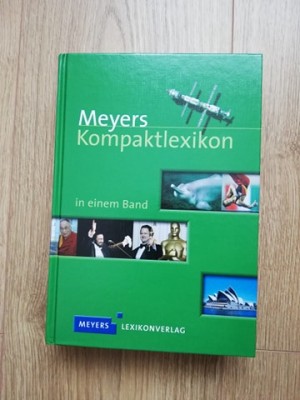 Meyers
Kompaktlexikon
in einem Band
MEYERS LEXIKONVERLAG